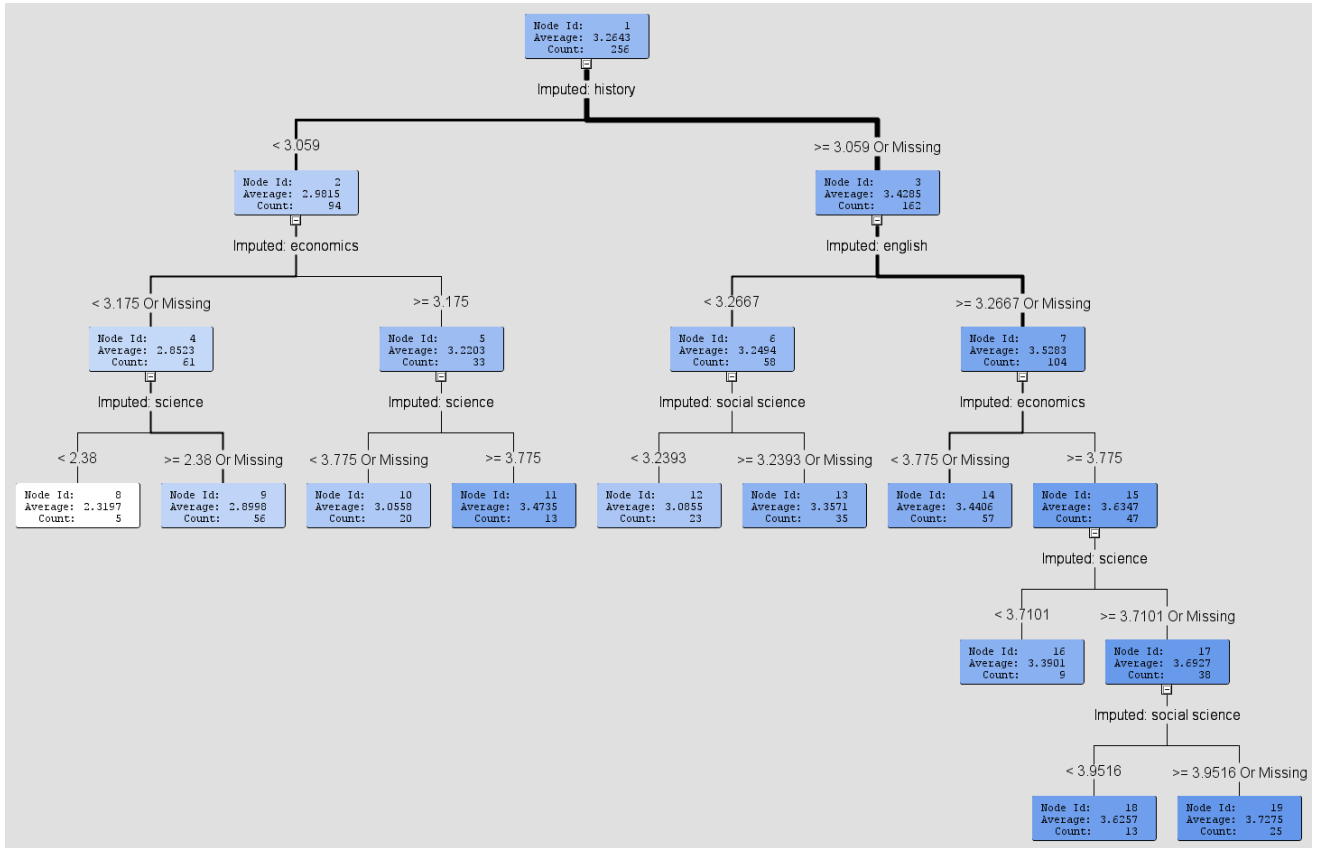 Node Id: 1
Average: 3.2643
Count: 256
Imputed: history
< 3.059
>= 3.059 Or Missing
Node Id: 2
Average: 2.9815
Count: 94
Node Id: 3
Average: 3.4285
Count: 162
Imputed: economics
Imputed: english
< 3.175 Or Missing
>= 3.175
< 3.2667
>= 3.2667 Or Missing
Node Id: 4
Average: 2.8523
Count: 61
Node Id: 5
Average: 3.2203
Count: 33
Node Id: 6
Average: 3.2494
Count: 58
Node Id: 7
Average: 3.5283
Count: 104
Imputed: science
Imputed: science
Imputed: social science
Imputed: economics
< 2.38
>= 2.38 Or Missing
< 3.775 Or Missing
>= 3.775
< 3.2393
>= 3.2393 Or Missing
< 3.775 Or Missing
>= 3.775
Node Id: 8
Average: 2.3197
Count: 5
Node Id: 9
Average: 2.8998
Count: 56
Node Id: 10
Average: 3.0558
Count: 20
Node Id: 11
Average: 3.4735
Count: 13
Node Id: 12
Average: 3.0855
Count: 23
Node Id: 13
Average: 3.3571
Count: 35
Node Id: 14
Average: 3.4406
Count: 57
Node Id: 15
Average: 3.6347
Count: 47
Imputed: science
< 3.7101
>= 3.7101 Or Missing
Node Id: 16
Average: 3.3901
Count: 9
Node Id: 17
Average: 3.6927
Count: 38
Imputed: social science
< 3.9516
>= 3.9516 Or Missing
Node Id: 18
Average: 3.6257
Count: 13
Node Id: 19
Average: 3.7275
Count: 25